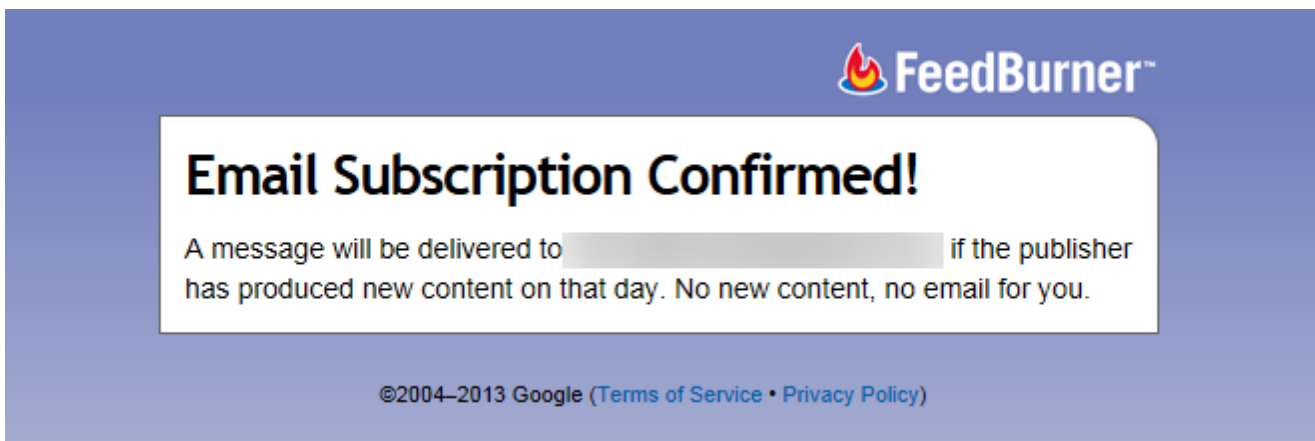 FeedBurner™
Email Subscription Confirmed!
A message will be delivered to if the publisher
has produced new content on that day. No new content, no email for you.
©2004–2013 Google (Terms of Service • Privacy Policy)